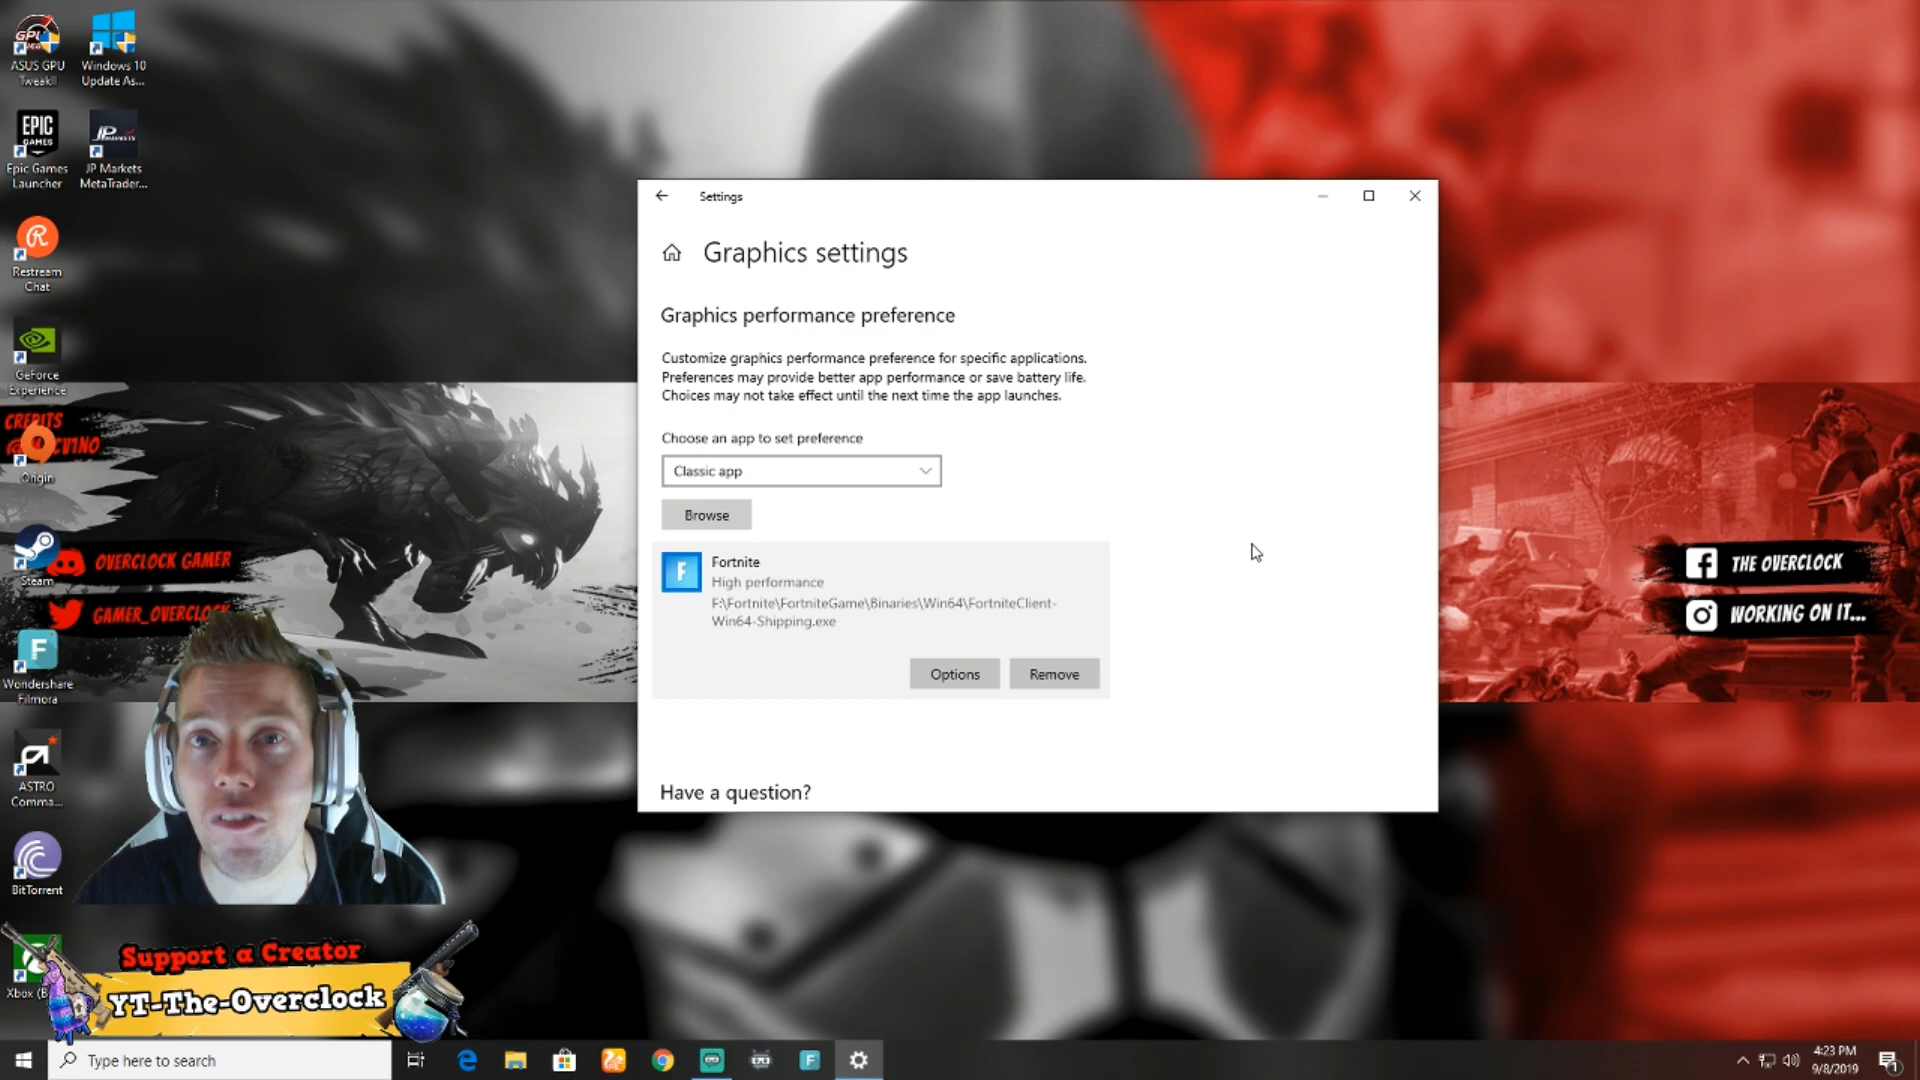 ASUS GPU
Windows 10
Update As...
EPIC
GAMES
Epic Games
Launcher
JP Markets
MetaTrader...
Restream
Chat
GeForce
Experience
CREDITS
Origin
Steam
OVERCLOCK GAMER
Wondershare
Filmora
ASTRO
Comma...
BitTorrent
Support a Creator
YT-The-Overclock
Settings
Graphics settings
Graphics performance preference
Customize graphics performance preference for specific applications.
Preferences may provide better app performance or save battery life.
Choices may not take effect until the next time the app launches.
Choose an app to set preference
Classic app
Browse
F
Fortnite
High performance
F:\Fortnite\FortniteGame\Binaries\Win64\FortniteClient-
Win64-Shipping.exe
Options
Remove
Have a question?
THE OVERCLOCK
WORKING ON IT...
Type here to search
4:23 PM
9/8/2019